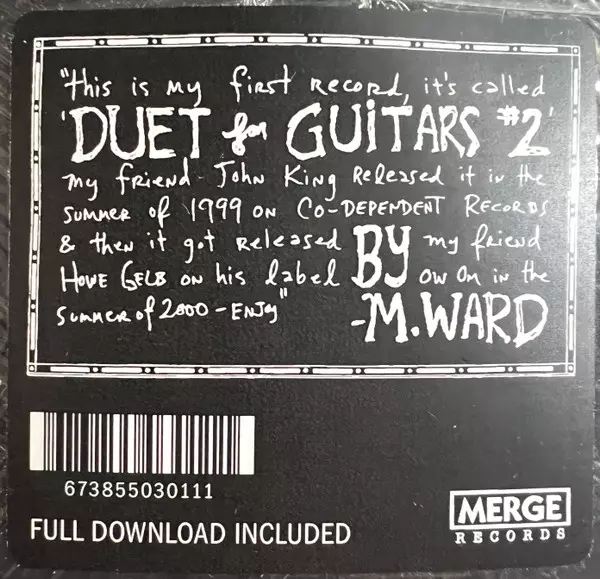 "this is my first record, it's called
'DUET for GUITARS #2'
my friend John King Released it in the
summer of 1999 on Co-DEPENDENT RECORDS
& then it got released BY my friend
HOWE GELB on his label OW OM in the
summer of 2000 - ENJOY"
-M.WARD
673855030111
FULL DOWNLOAD INCLUDED
MERGE
RECORDS